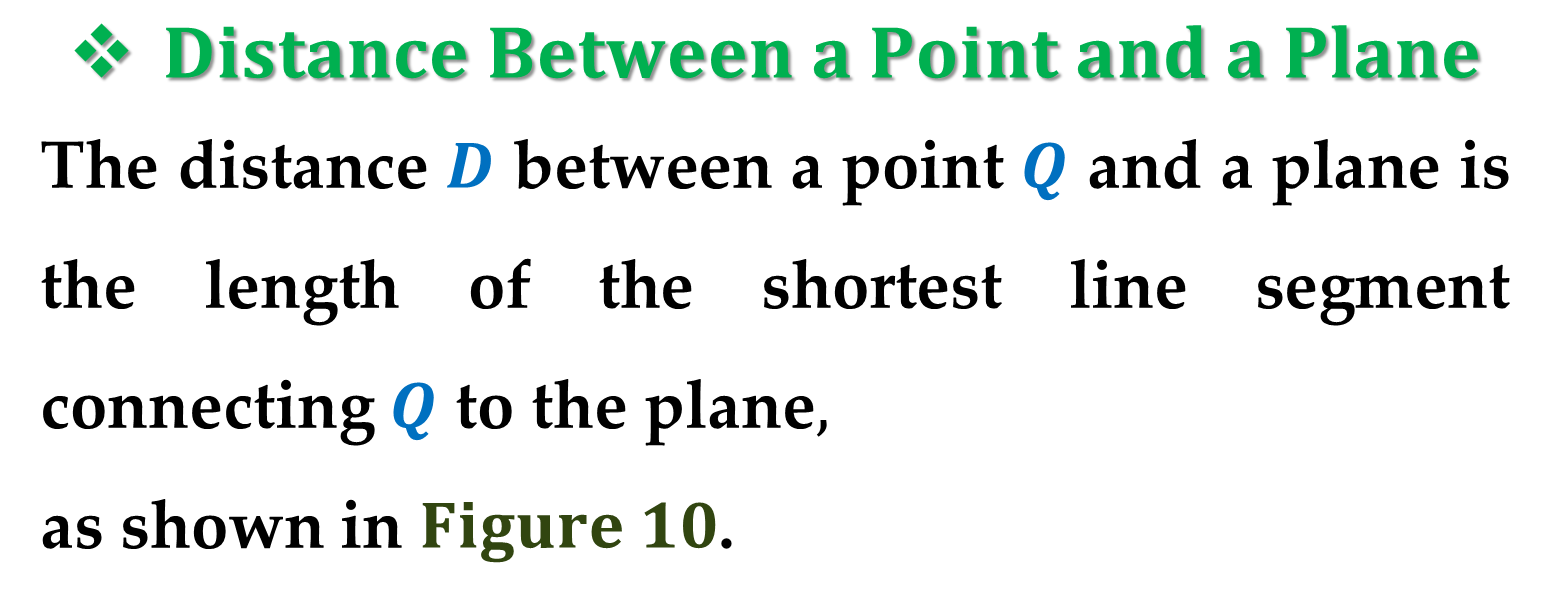 ❖ Distance Between a Point and a Plane
The distance D between a point Q and a plane is
the length of the shortest line segment
connecting Q to the plane,
as shown in Figure 10.